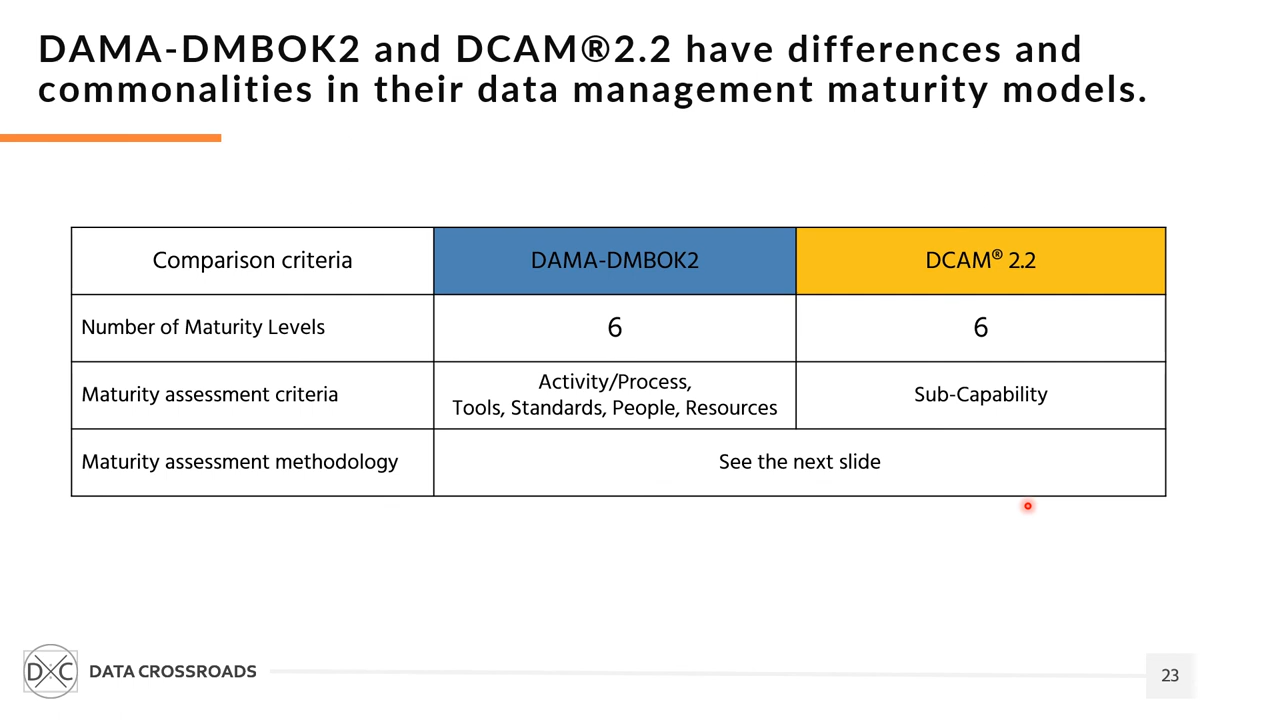 DAMA-DMBOK2 and DCAM®2.2 have differences and
commonalities in their data management maturity models.
Comparison criteria
DAMA-DMBOK2
DCAM® 2.2
Number of Maturity Levels
6
6
Maturity assessment criteria
Activity/Process,
Tools, Standards, People, Resources
Sub-Capability
Maturity assessment methodology
See the next slide
DXC
DATA CROSSROADS
23